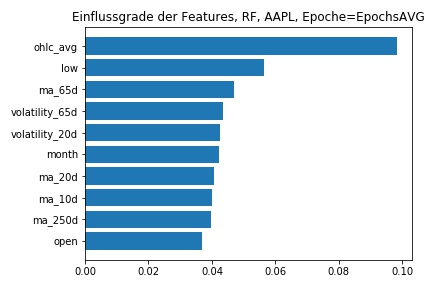 Einflussgrade der Features, RF, AAPL, Epoche=EpochsAVG
ohlc_avg
low
ma_65d
volatility_65d
volatility_20d
month
ma_20d
ma_10d
ma_250d
open
0.00 0.02 0.04 0.06 0.08 0.10